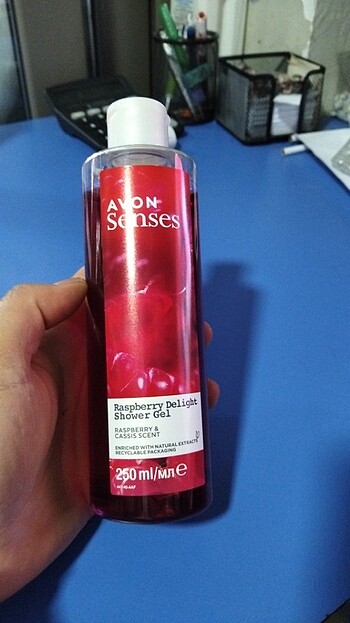 AVON
Senses
Raspberry Delight
Shower Gel
RASPBERRY &
CASSIS SCENT
ENRICHED WITH NATURAL EXTRACTS
RECYCLABLE PACKAGING
250 ml/мл e